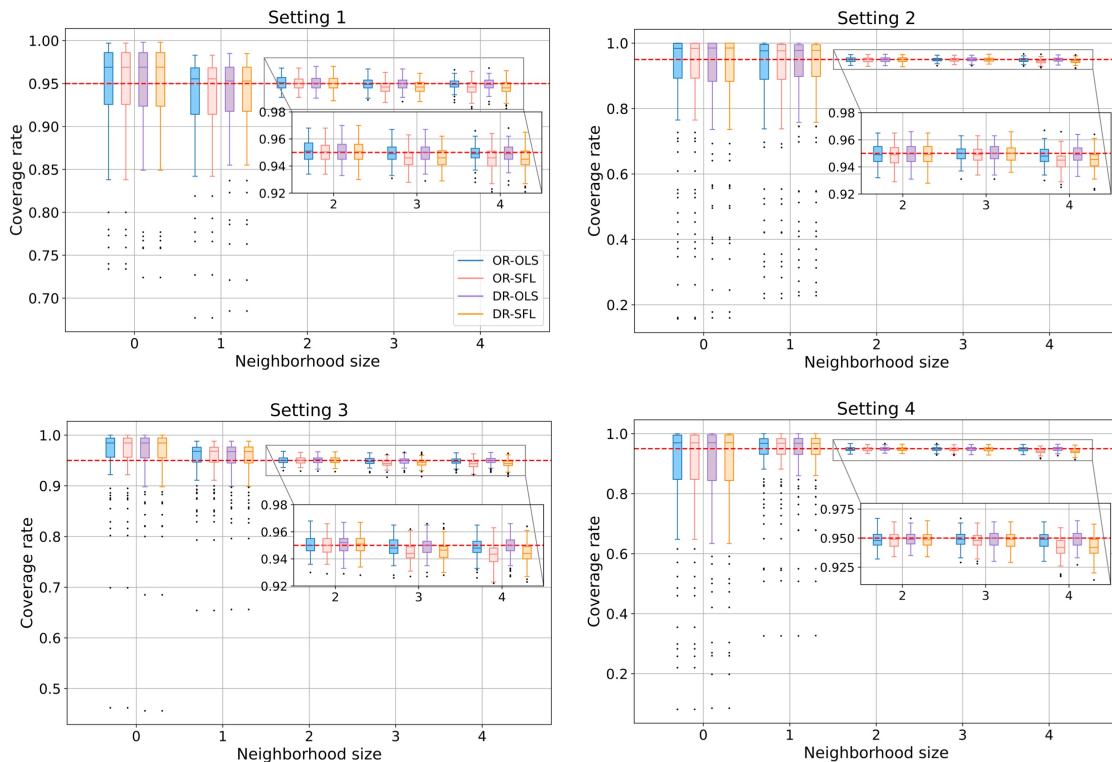 Setting 1
Coverage rate
1.00
0.95
0.90
0.85
0.80
0.75
0.70
0.98
0.96
0.94
0.92
2 3 4
OR-OLS
OR-SFL
DR-OLS
DR-SFL
0 1 2 3 4
Neighborhood size
Setting 2
Coverage rate
1.0
0.8
0.6
0.4
0.2
0.98
0.96
0.94
0.92
2 3 4
0 1 2 3 4
Neighborhood size
Setting 3
Coverage rate
1.0
0.9
0.8
0.7
0.6
0.5
0.98
0.96
0.94
0.92
2 3 4
0 1 2 3 4
Neighborhood size
Setting 4
Coverage rate
1.0
0.8
0.6
0.4
0.2
0.975
0.950
0.925
2 3 4
0 1 2 3 4
Neighborhood size